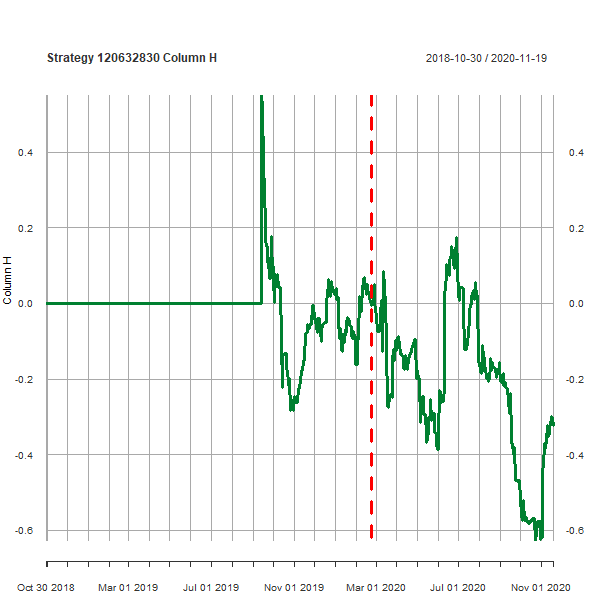 Strategy 120632830 Column H
2018-10-30 / 2020-11-19
0.4
0.4
0.2
0.2
0.0
0.0
-0.2
-0.2
-0.4
-0.4
-0.6
-0.6
Column H
Oct 30 2018
Mar 01 2019
Jul 01 2019
Nov 01 2019
Mar 01 2020
Jul 01 2020
Nov 01 2020